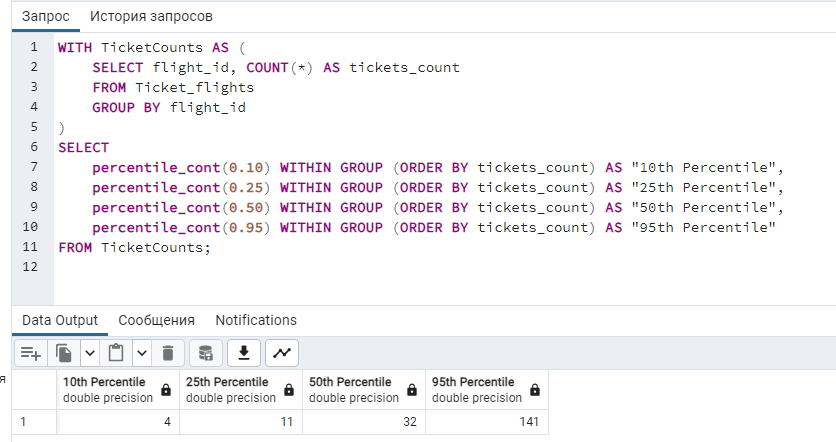 Запрос История запросов
1 WITH TicketCounts AS (
2 SELECT flight_id, COUNT(*) AS tickets_count
3 FROM Ticket_flights
4 GROUP BY flight_id
5 )
6 SELECT
7 percentile_cont(0.10) WITHIN GROUP (ORDER BY tickets_count) AS "10th Percentile",
8 percentile_cont(0.25) WITHIN GROUP (ORDER BY tickets_count) AS "25th Percentile",
9 percentile_cont(0.50) WITHIN GROUP (ORDER BY tickets_count) AS "50th Percentile",
10 percentile_cont(0.95) WITHIN GROUP (ORDER BY tickets_count) AS "95th Percentile"
11 FROM TicketCounts;
12
Data Output Сообщения Notifications
я
10th Percentile 25th Percentile 50th Percentile 95th Percentile
double precision double precision double precision double precision
1 4 11 32 141